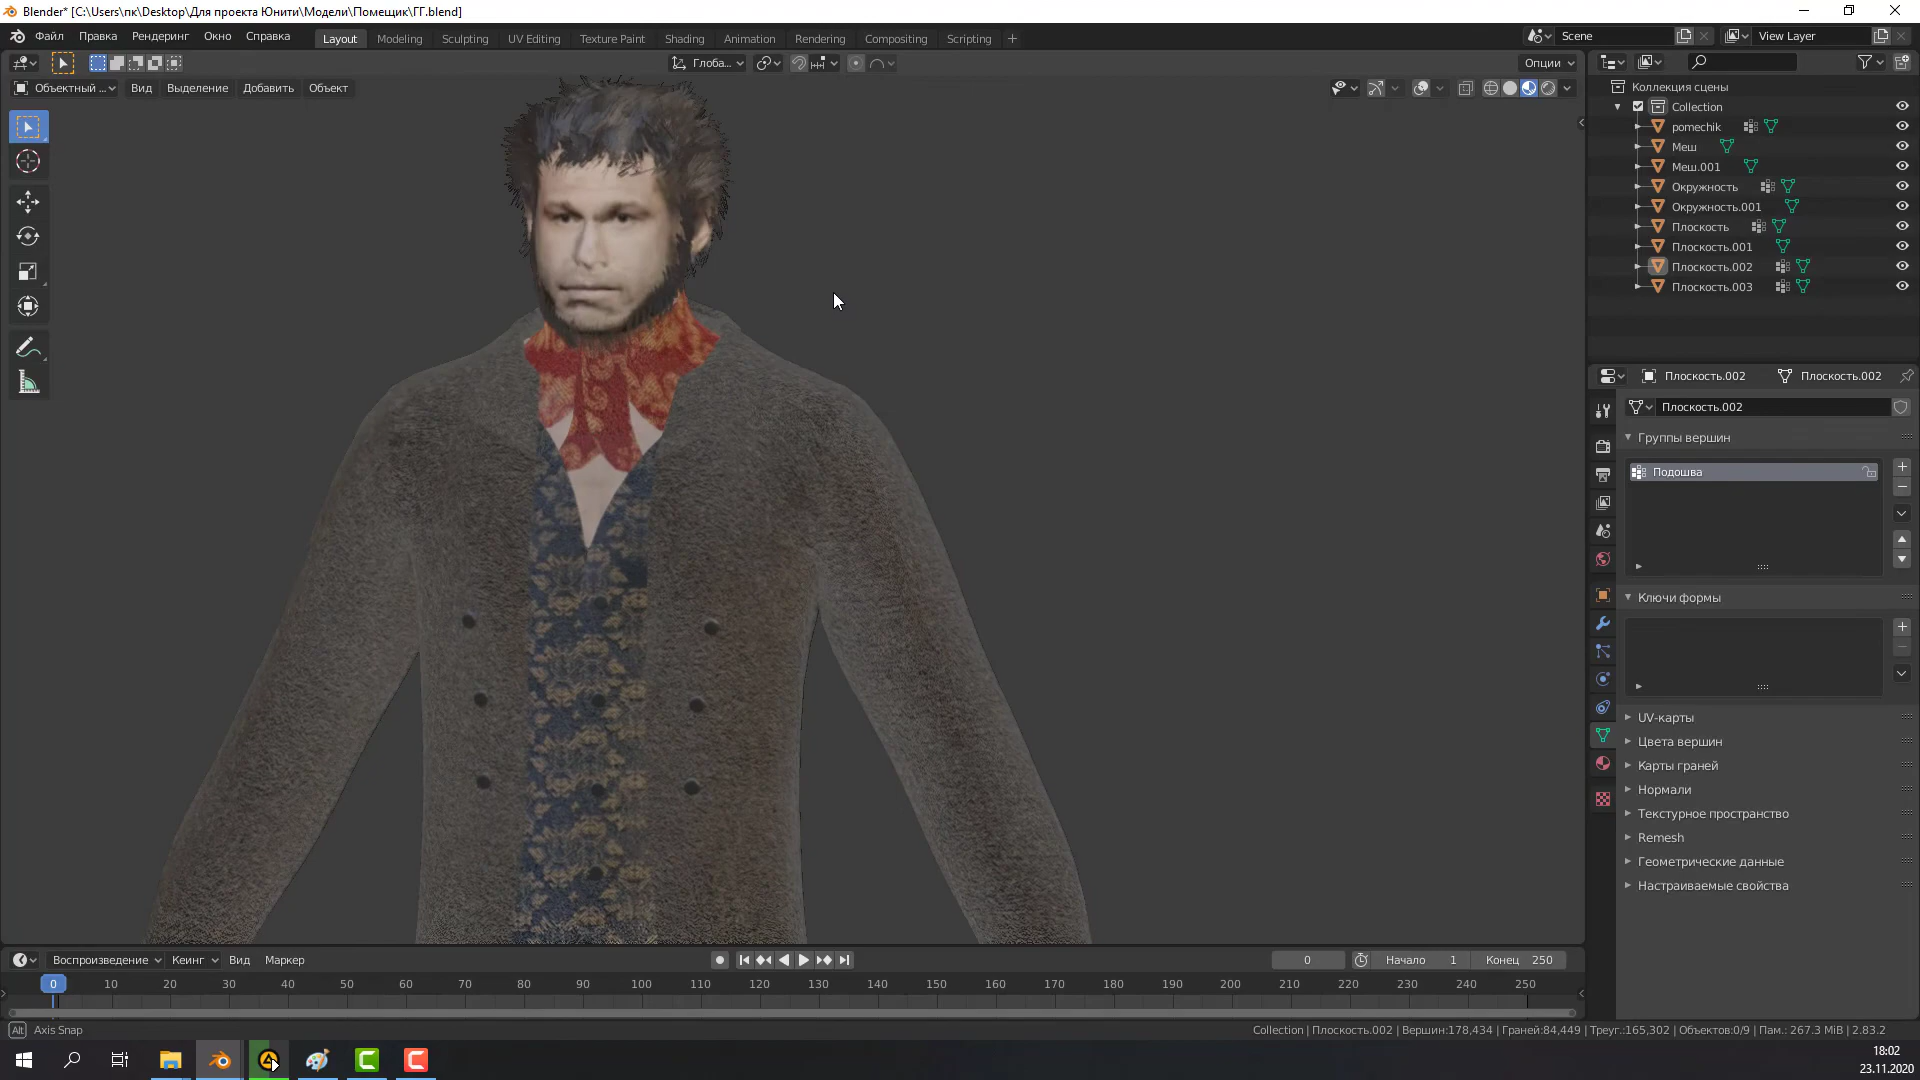 Blender* [C:\Users\пк\Desktop\Для проекта Юнити\Модели\Помещик\ГГ.blend]
Файл Правка Рендеринг Окно Справка Layout Modeling Sculpting UV Editing Texture Paint Shading Animation Rendering Compositing Scripting Scene View Layer
Глоба... Опции
Объектный ... Вид Выделение Добавить Объект
Коллекция сцены
Collection
pomechik
Меш
Меш.001
Окружность
Окружность.001
Плоскость
Плоскость.001
Плоскость.002
Плоскость.003
Плоскость.002 Плоскость.002
Плоскость.002
Группы вершин
Подошва
Ключи формы
UV-карты
Цвета вершин
Карты граней
Нормали
Текстурное пространство
Remesh
Геометрические данные
Настраиваемые свойства
Воспроизведение Кеинг Вид Маркер 0 Начало 1 Конец 250
0 10 20 30 40 50 60 70 80 90 100 110 120 130 140 150 160 170 180 190 200 210 220 230 240 250
Alt Axis Snap Collection | Плоскость.002 | Вершин:178,434 | Граней:84,449 | Треуг.:165,302 | Объектов:0/9 | Пам.: 267.3 MiB | 2.83.2
18:02
23.11.2020